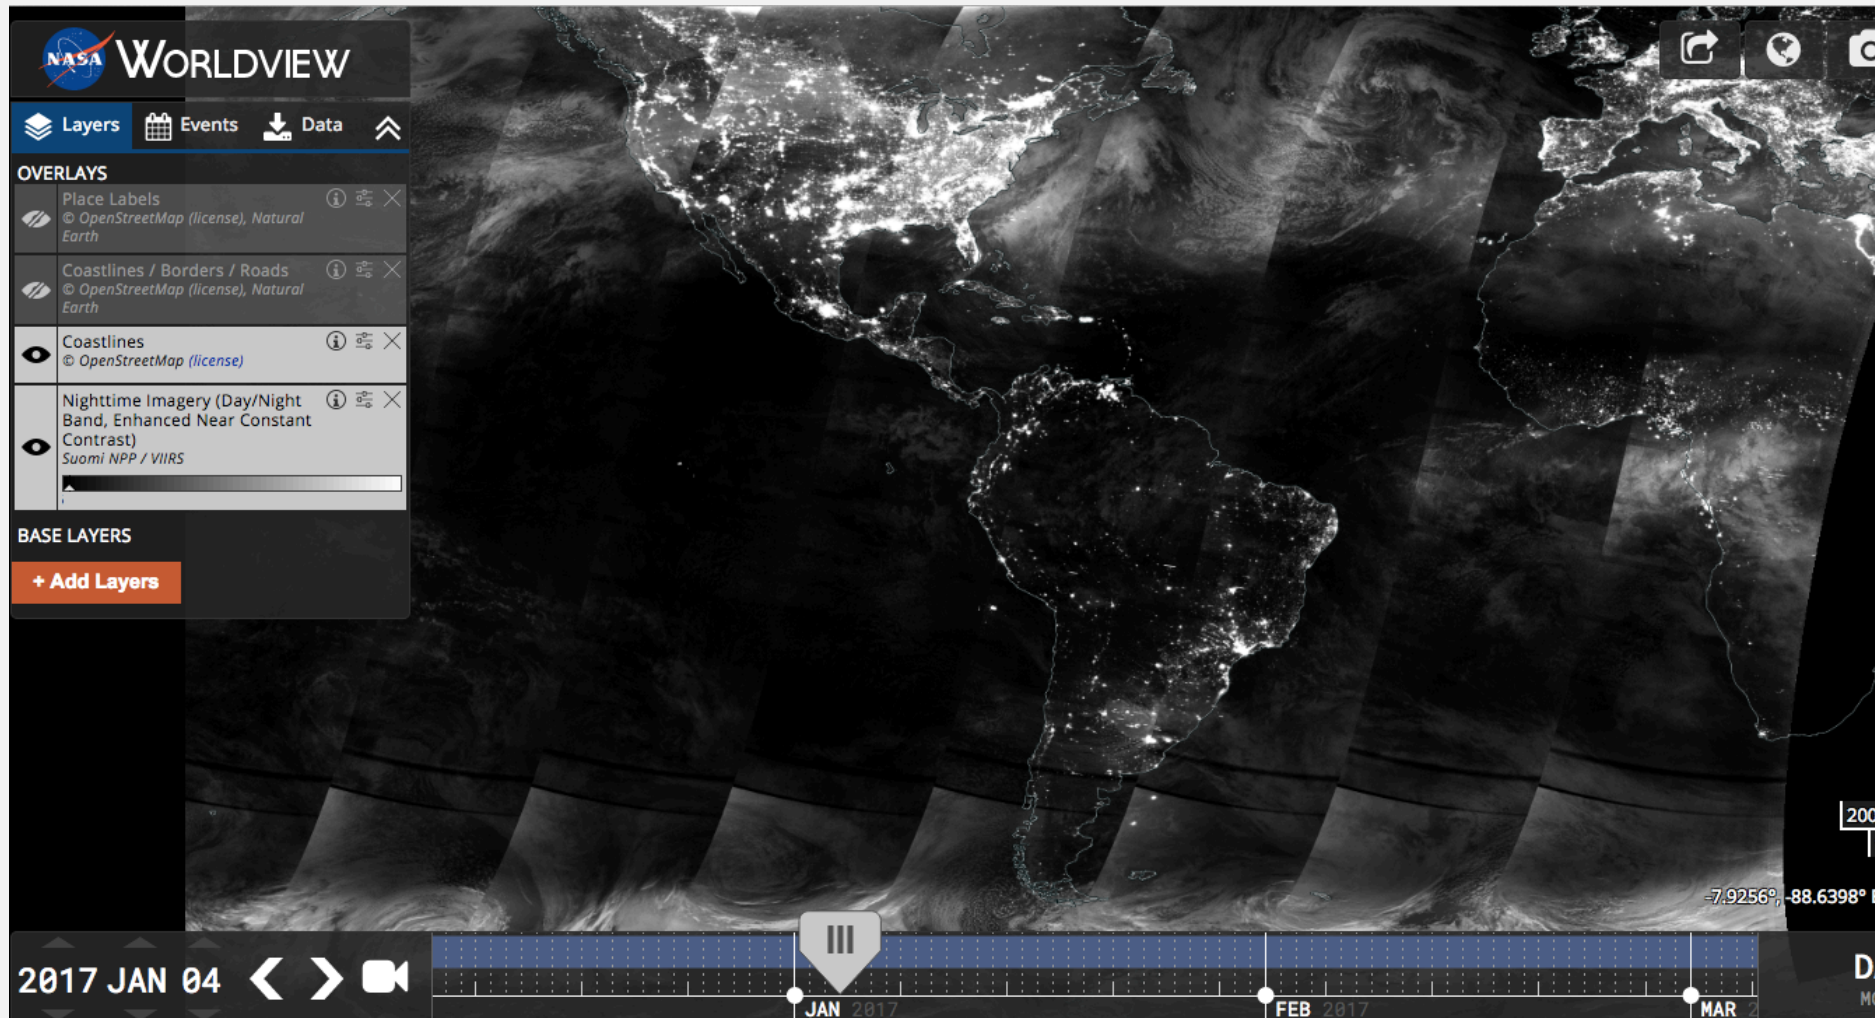 NASA WORLDVIEW
Layers Events Data
OVERLAYS
Place Labels
© OpenStreetMap (license), Natural
Earth
Coastlines / Borders / Roads
© OpenStreetMap (license), Natural
Earth
Coastlines
© OpenStreetMap (license)
Nighttime Imagery (Day/Night
Band, Enhanced Near Constant
Contrast)
Suomi NPP / VIIRS
BASE LAYERS
+ Add Layers
200
-7.9256°, -88.6398°
2017 JAN 04
JAN 2017
FEB 2017
MAR 2